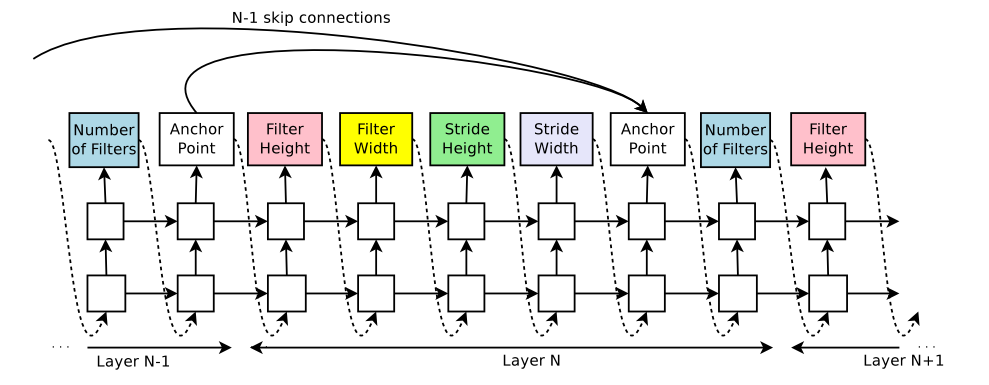 N-1 skip connections
Number
of Filters
Anchor
Point
Filter
Height
Filter
Width
Stride
Height
Stride
Width
Anchor
Point
Number
of Filters
Filter
Height
. . .
. . .
Layer N-1
Layer N
Layer N+1